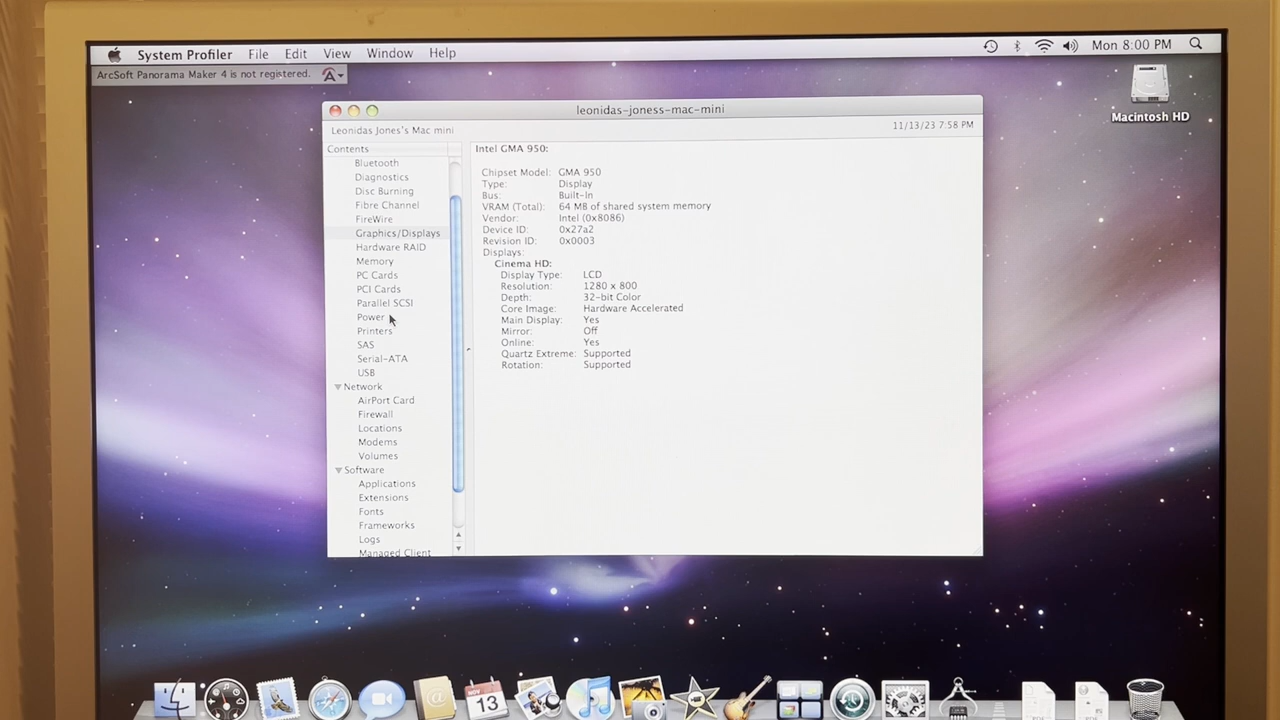 System Profiler File Edit View Window Help Mon 8:00 PM
ArcSoft Panorama Maker 4 is not registered.
Macintosh HD
leonidas-joness-mac-mini
Leonidas Jones's Mac mini 11/13/23 7:58 PM
Contents
Bluetooth
Diagnostics
Disc Burning
Fibre Channel
FireWire
Graphics/Displays
Hardware RAID
Memory
PC Cards
PCI Cards
Parallel SCSI
Power
Printers
SAS
Serial-ATA
USB
Network
AirPort Card
Firewall
Locations
Modems
Volumes
Software
Applications
Extensions
Fonts
Frameworks
Logs
Managed Client
Intel GMA 950:
Chipset Model: GMA 950
Type: Display
Bus: Built-In
VRAM (Total): 64 MB of shared system memory
Vendor: Intel (0x8086)
Device ID: 0x27a2
Revision ID: 0x0003
Displays:
Cinema HD:
Display Type: LCD
Resolution: 1280 x 800
Depth: 32-bit Color
Core Image: Hardware Accelerated
Main Display: Yes
Mirror: Off
Online: Yes
Quartz Extreme: Supported
Rotation: Supported
NOV
13